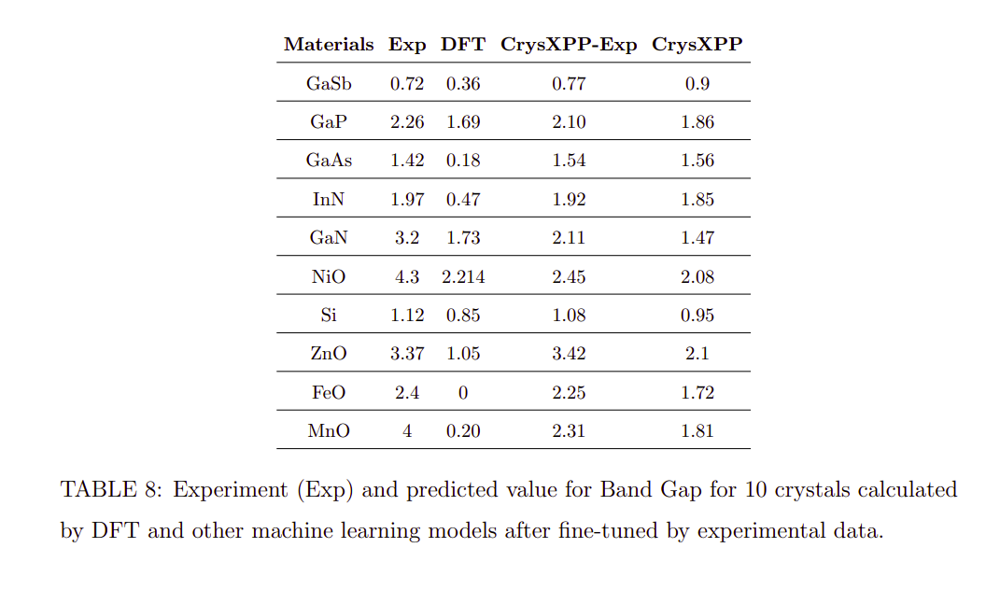 Materials Exp DFT CrysXPP-Exp CrysXPP
GaSb 0.72 0.36 0.77 0.9
GaP 2.26 1.69 2.10 1.86
GaAs 1.42 0.18 1.54 1.56
InN 1.97 0.47 1.92 1.85
GaN 3.2 1.73 2.11 1.47
NiO 4.3 2.214 2.45 2.08
Si 1.12 0.85 1.08 0.95
ZnO 3.37 1.05 3.42 2.1
FeO 2.4 0 2.25 1.72
MnO 4 0.20 2.31 1.81
TABLE 8: Experiment (Exp) and predicted value for Band Gap for 10 crystals calculated
by DFT and other machine learning models after fine-tuned by experimental data.